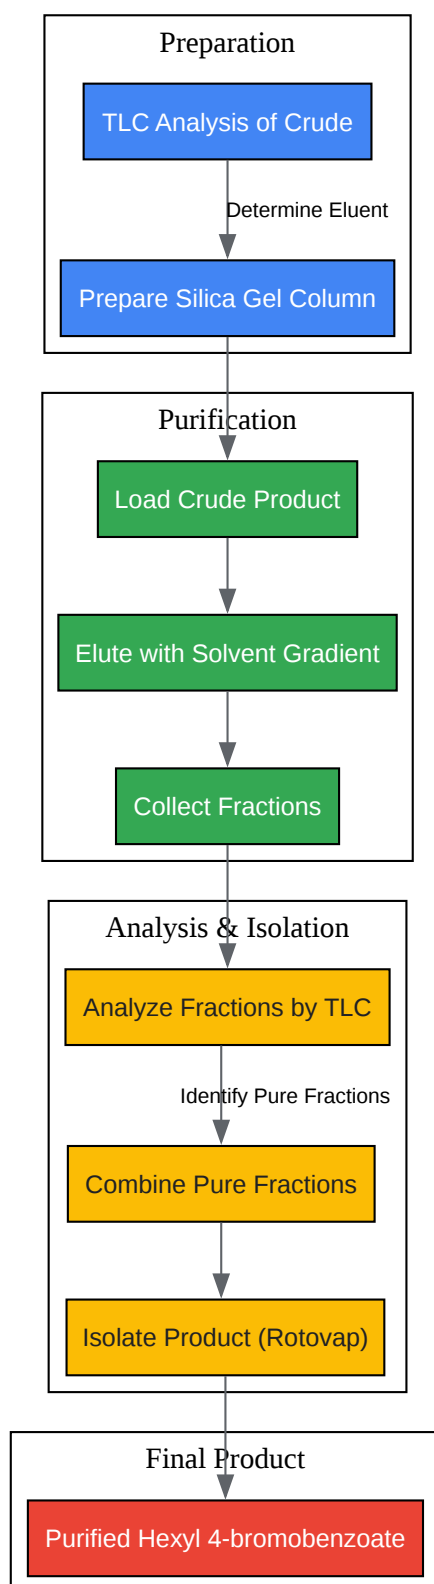 Preparation
TLC Analysis of Crude
Determine Eluent
Prepare Silica Gel Column
Purification
Load Crude Product
Elute with Solvent Gradient
Collect Fractions
Analysis & Isolation
Analyze Fractions by TLC
Identify Pure Fractions
Combine Pure Fractions
Isolate Product (Rotovap)
Final Product
Purified Hexyl 4-bromobenzoate